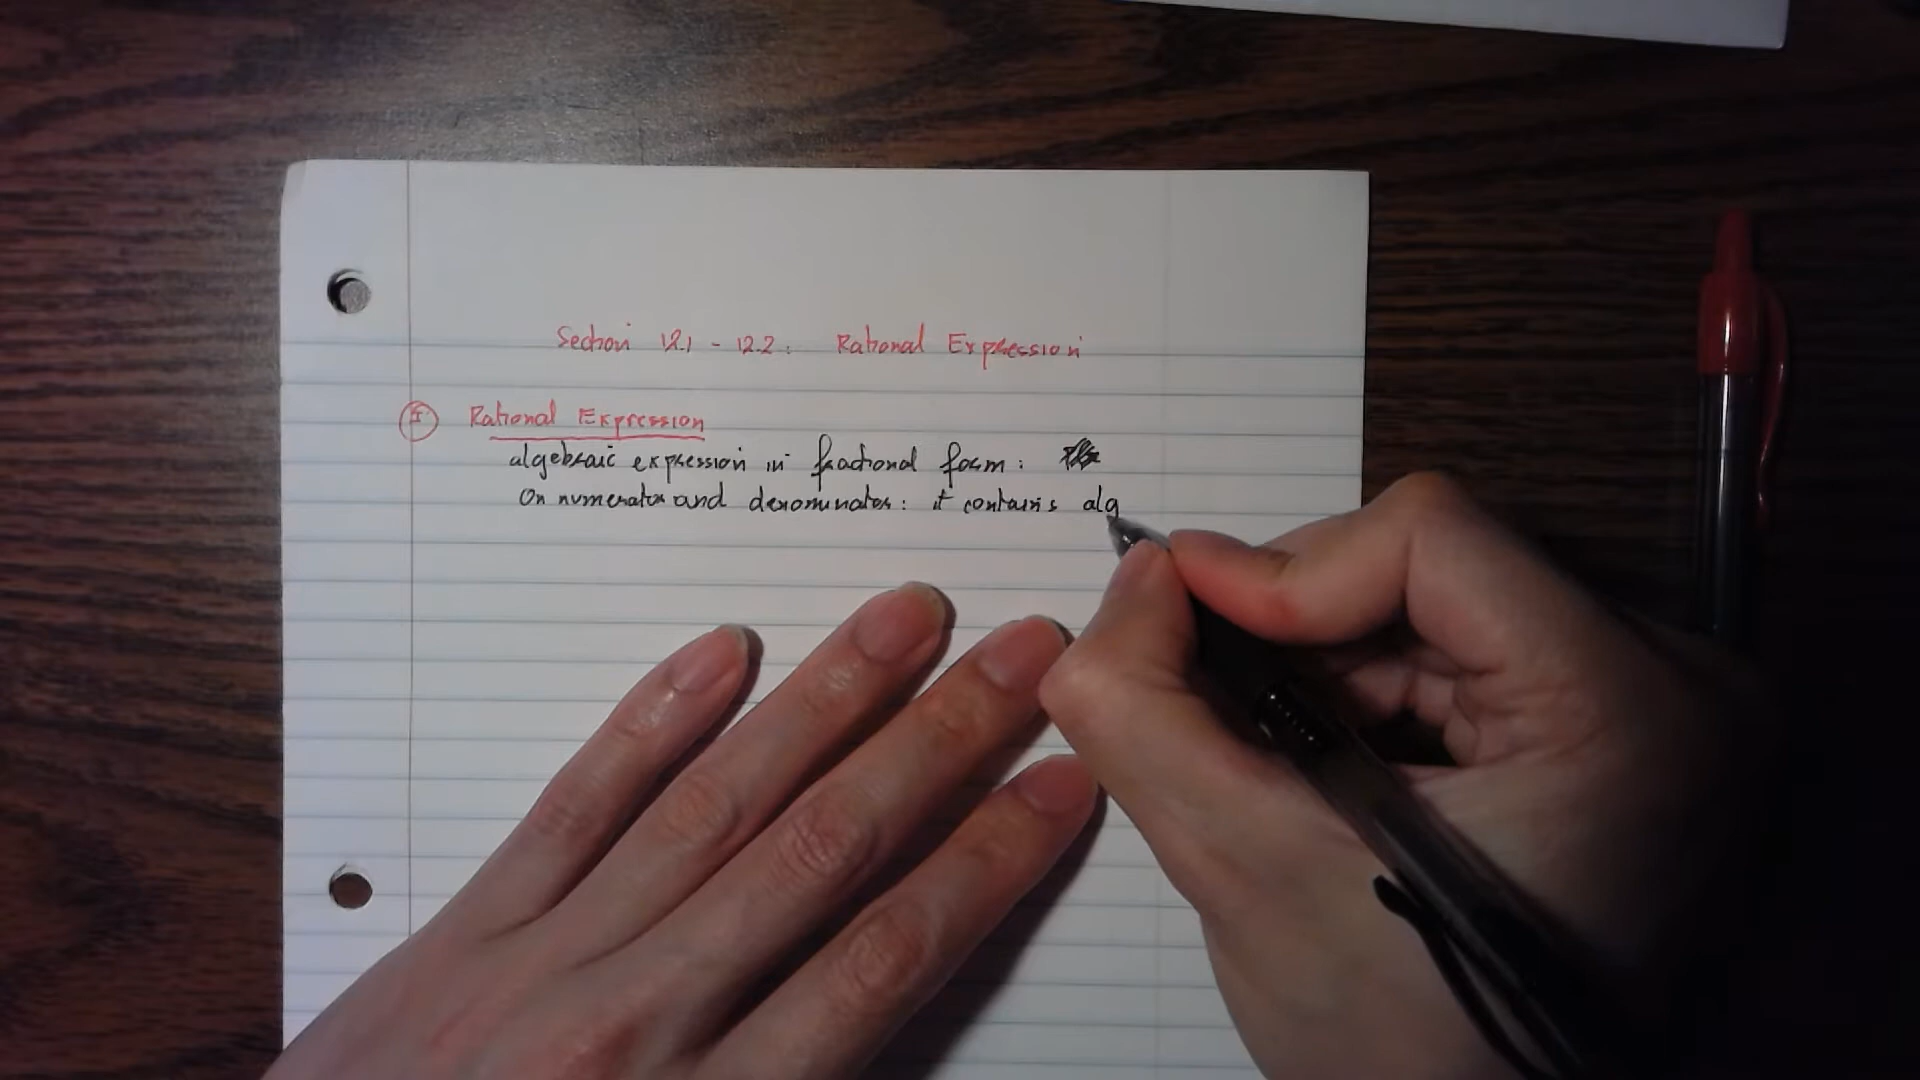 Section 12.1 - 12.2: Rational Expression
I Rational Expression
algebraic expression in fractional form:
On numerator and denominator: it contains alg